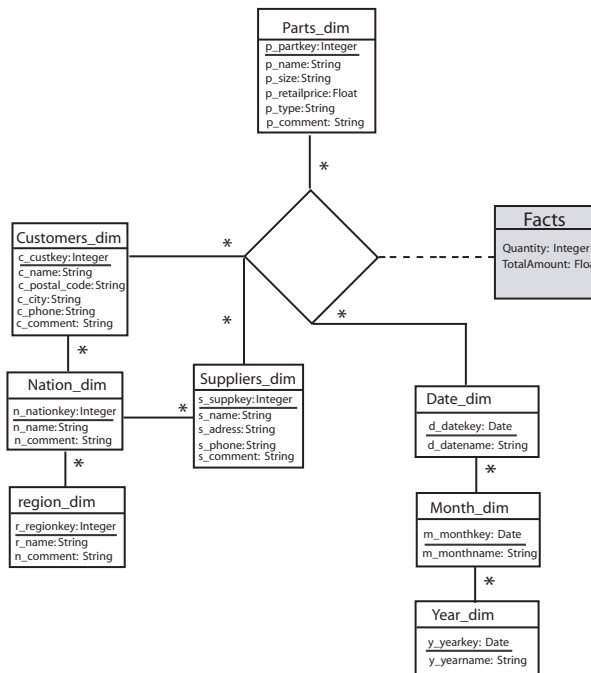 Parts_dim
p_partkey:Integer
p_name:String
p_size:String
p_retailprice:Float
p_type:String
p_comment: String
*
Facts
Quantity: Integer
TotalAmount: Floa
Customers_dim
c_custkey:Integer
c_name:String
c_postal_code:String
c_city:String
c_phone:String
c_comment: String
*
*
*
*
Nation_dim
n_nationkey:Integer
n_name:String
n_comment: String
*
Suppliers_dim
s_suppkey:Integer
s_name:String
s_adress:String
s_phone:String
s_comment: String
Date_dim
d_datekey: Date
d_datename: String
*
*
region_dim
r_regionkey:Integer
r_name:String
n_comment: String
Month_dim
m_monthkey: Date
m_monthname: String
*
Year_dim
y_yearkey: Date
y_yearname: String